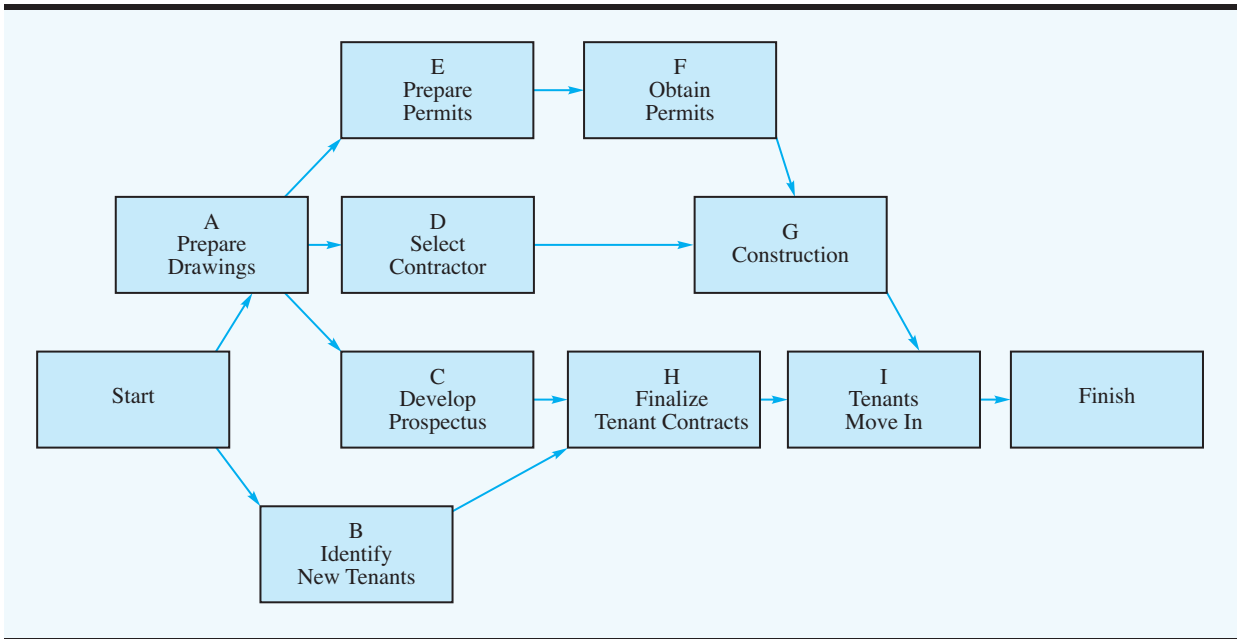 E
Prepare
Permits
F
Obtain
Permits
A
Prepare
Drawings
D
Select
Contractor
G
Construction
Start
C
Develop
Prospectus
H
Finalize
Tenant Contracts
I
Tenants
Move In
Finish
B
Identify
New Tenants